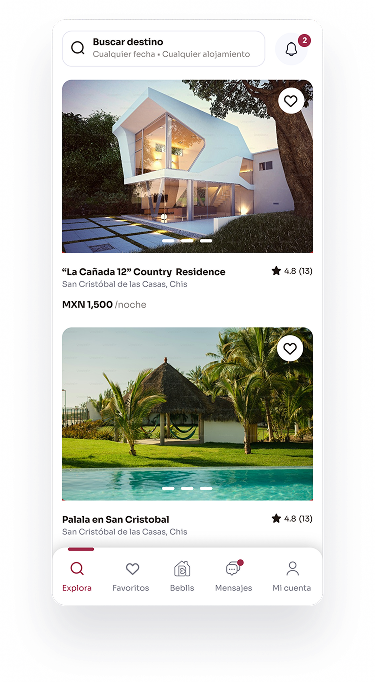 Buscar destino
Cualquier fecha • Cualquier alojamiento
2
“La Cañada 12” Country Residence
4.8 (13)
San Cristóbal de las Casas, Chis
MXN 1,500 /noche
Palala en San Cristobal
4.8 (13)
San Cristóbal de las Casas, Chis
Explora
Favoritos
Beblis
Mensajes
Mi cuenta